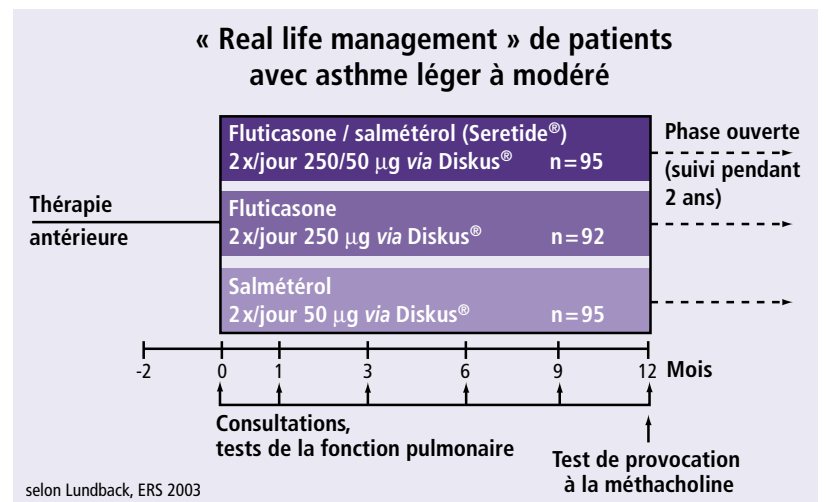 « Real life management » de patients
avec asthme léger à modéré
Fluticasone / salmétérol (Seretide®)
2x/jour 250/50 µg via Diskus® n=95
Phase ouverte
(suivi pendant
2 ans)
Thérapie
antérieure
Fluticasone
2x/jour 250 µg via Diskus® n=92
Salmétérol
2x/jour 50 µg via Diskus® n=95
-2 0 1 3 6 9 12 Mois
Consultations,
tests de la fonction pulmonaire
Test de provocation
à la méthacholine
selon Lundback, ERS 2003